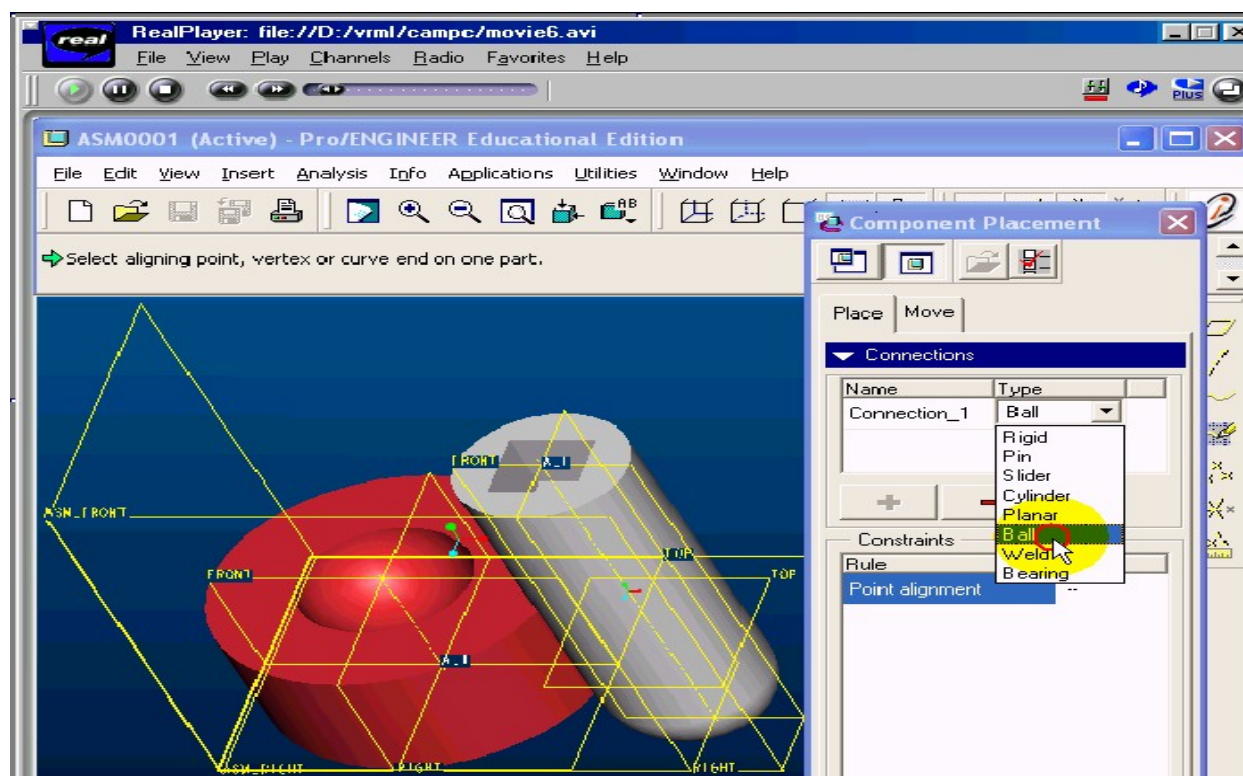 real
RealPlayer: file://D:/vrml/campc/movie6.avi
File View Play Channels Radio Favorites Help
PLUS
ASM0001 (Active) - Pro/ENGINEER Educational Edition
File Edit View Insert Analysis Info Applications Utilities Window Help
AB
Select aligning point, vertex or curve end on one part.
Component Placement
Place Move
Connections
Name Type
Connection_1 Ball
Rigid
Pin
Slider
Cylinder
Planar
Ball
Weld
Bearing
Constraints
Rule
Point alignment --
FRONT A_1
ASM_FRONT
TOP
FRONT TOP
A_1
ASM_RIGHT RIGHT RIGHT